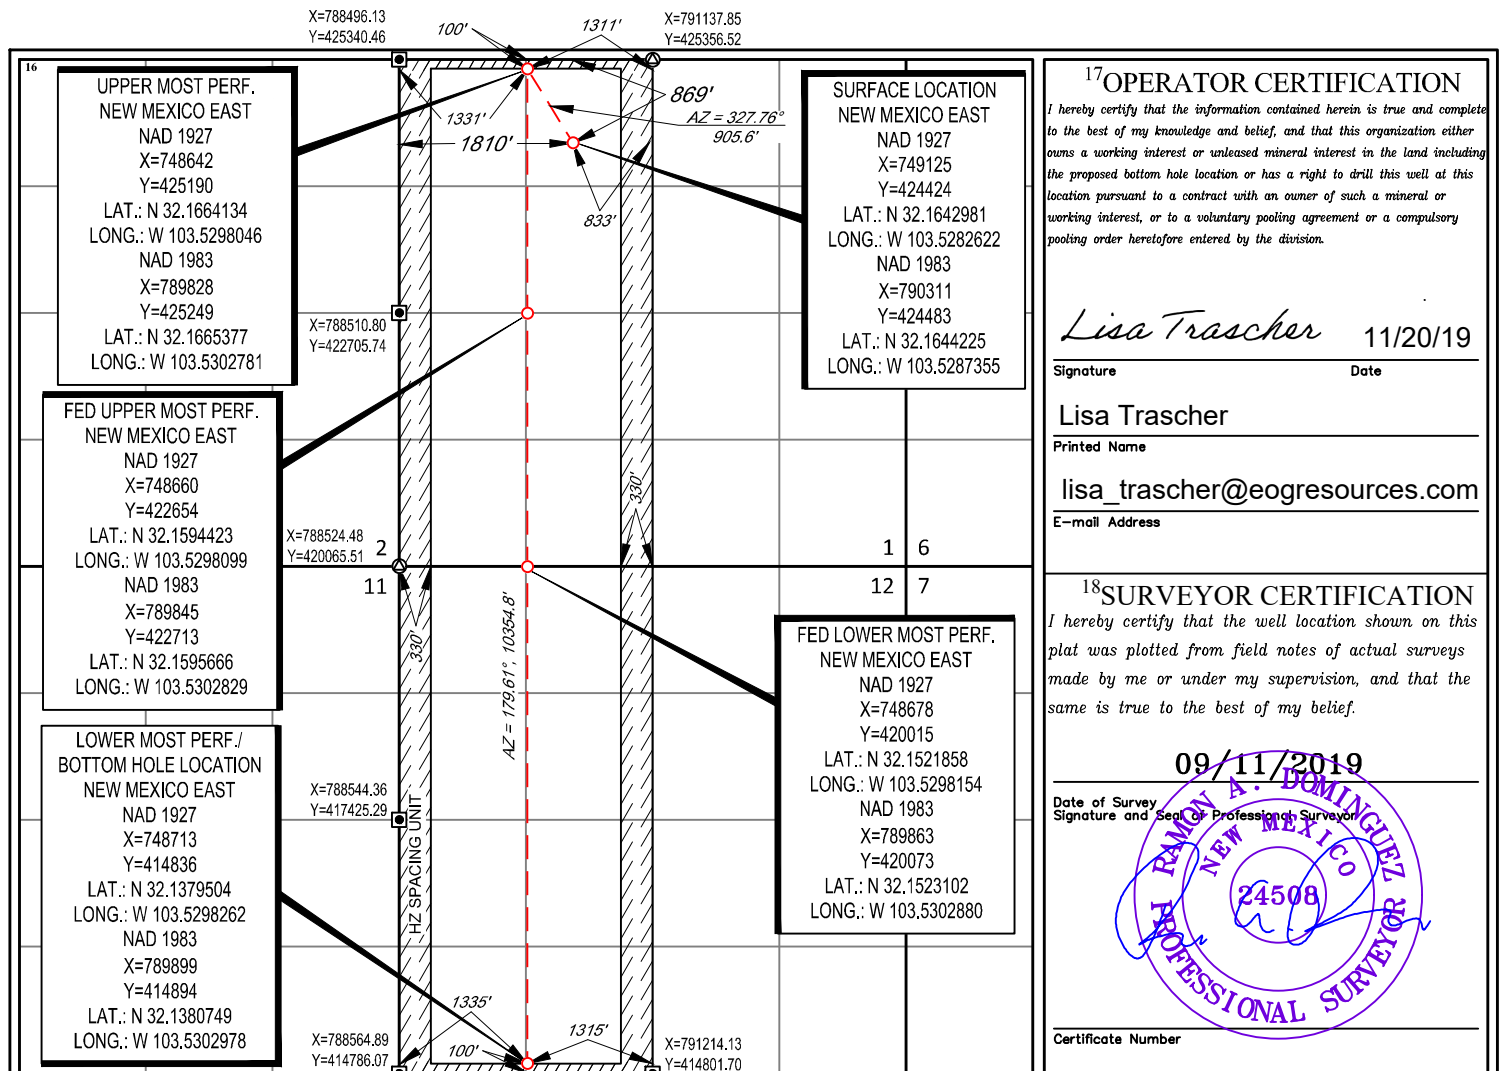 X=788496.13
Y=425340.46
100'
1311'
X=791137.85
Y=425356.52
16
UPPER MOST PERF.
NEW MEXICO EAST
NAD 1927
X=748642
Y=425190
LAT.: N 32.1664134
LONG.: W 103.5298046
NAD 1983
X=789828
Y=425249
LAT.: N 32.1665377
LONG.: W 103.5302781
1331'
1810'
869'
AZ = 327.76°
905.6'
833'
SURFACE LOCATION
NEW MEXICO EAST
NAD 1927
X=749125
Y=424424
LAT.: N 32.1642981
LONG.: W 103.5282622
NAD 1983
X=790311
Y=424483
LAT.: N 32.1644225
LONG.: W 103.5287355
X=788510.80
Y=422705.74
FED UPPER MOST PERF.
NEW MEXICO EAST
NAD 1927
X=748660
Y=422654
LAT.: N 32.1594423
LONG.: W 103.5298099
NAD 1983
X=789845
Y=422713
LAT.: N 32.1595666
LONG.: W 103.5302829
330'
X=788524.48
Y=420065.51
2
11
1
6
12
7
330'
AZ = 179.61°, 10354.8'
FED LOWER MOST PERF.
NEW MEXICO EAST
NAD 1927
X=748678
Y=420015
LAT.: N 32.1521858
LONG.: W 103.5298154
NAD 1983
X=789863
Y=420073
LAT.: N 32.1523102
LONG.: W 103.5302880
LOWER MOST PERF./
BOTTOM HOLE LOCATION
NEW MEXICO EAST
NAD 1927
X=748713
Y=414836
LAT.: N 32.1379504
LONG.: W 103.5298262
NAD 1983
X=789899
Y=414894
LAT.: N 32.1380749
LONG.: W 103.5302978
X=788544.36
Y=417425.29
HZ SPACING UNIT
1335'
1315'
100'
X=788564.89
Y=414786.07
X=791214.13
Y=414801.70
17 OPERATOR CERTIFICATION
I hereby certify that the information contained herein is true and complete
to the best of my knowledge and belief, and that this organization either
owns a working interest or unleased mineral interest in the land including
the proposed bottom hole location or has a right to drill this well at this
location pursuant to a contract with an owner of such a mineral or
working interest, or to a voluntary pooling agreement or a compulsory
pooling order heretofore entered by the division.
Lisa Trascher 11/20/19
Signature Date
Lisa Trascher
Printed Name
lisa_trascher@eogresources.com
E-mail Address
18 SURVEYOR CERTIFICATION
I hereby certify that the well location shown on this
plat was plotted from field notes of actual surveys
made by me or under my supervision, and that the
same is true to the best of my belief.
09/11/2019
Date of Survey
Signature and Seal of Professional Surveyor
RAMON A. DOMINGUEZ
NEW MEXICO
24508
PROFESSIONAL SURVEYOR
Certificate Number